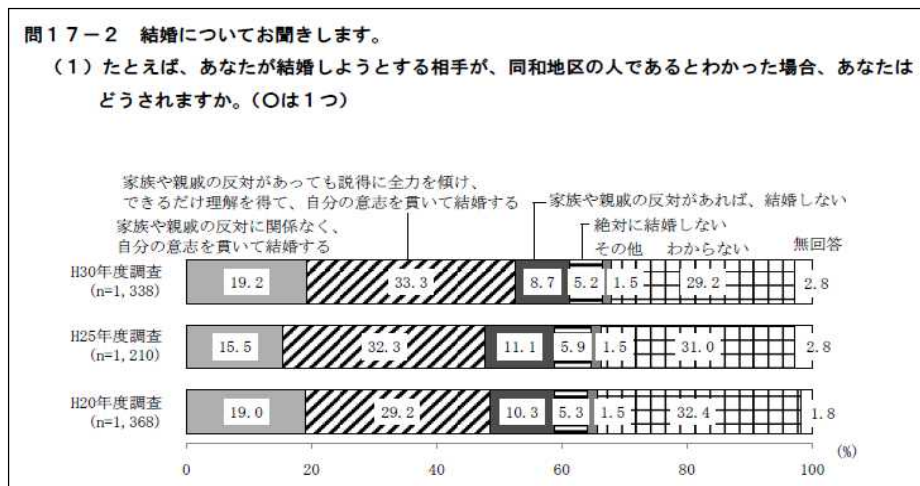 問17-2 結婚についてお聞きします。
(1)たとえば、あなたが結婚しようとする相手が、同和地区の人であるとわかった場合、あなたは
どうされますか。(○は1つ)
家族や親戚の反対があっても説得に全力を傾け、
できるだけ理解を得て、自分の意志を貫いて結婚する
家族や親戚の反対があれば、結婚しない
家族や親戚の反対に関係なく、
自分の意志を貫いて結婚する
絶対に結婚しない
その他 わからない 無回答
H30年度調査
(n=1,338)
19.2 33.3 8.7 5.2 1.5 29.2 2.8
H25年度調査
(n=1,210)
15.5 32.3 11.1 5.9 1.5 31.0 2.8
H20年度調査
(n=1,368)
19.0 29.2 10.3 5.3 1.5 32.4 1.8
(%)
0 20 40 60 80 100